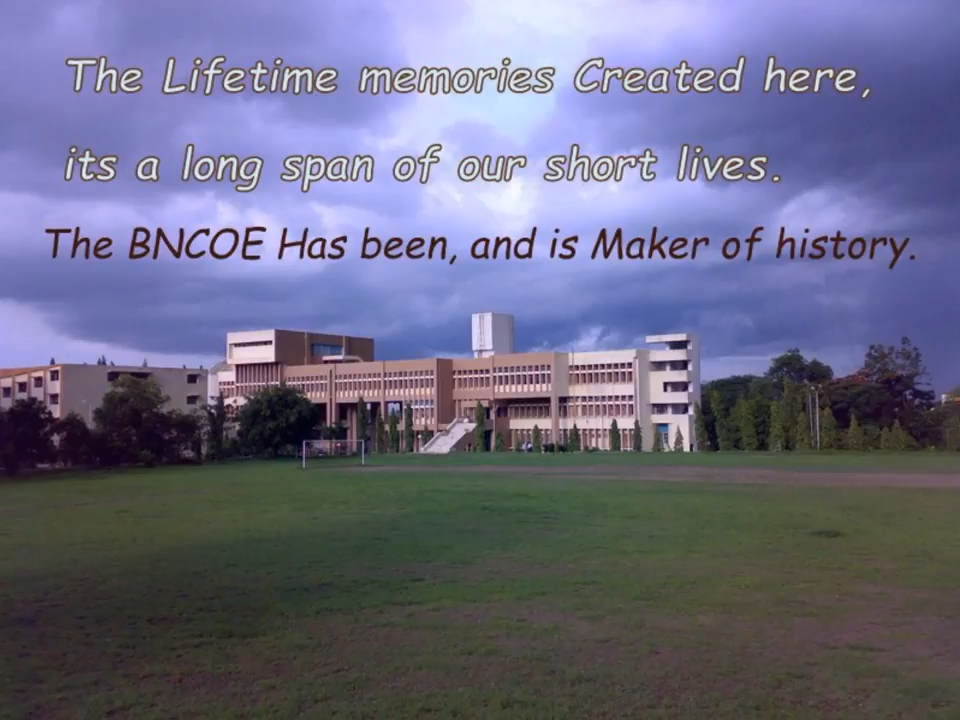 The Lifetime memories Created here,
its a long span of our short lives.
The BNCOE Has been, and is Maker of history.